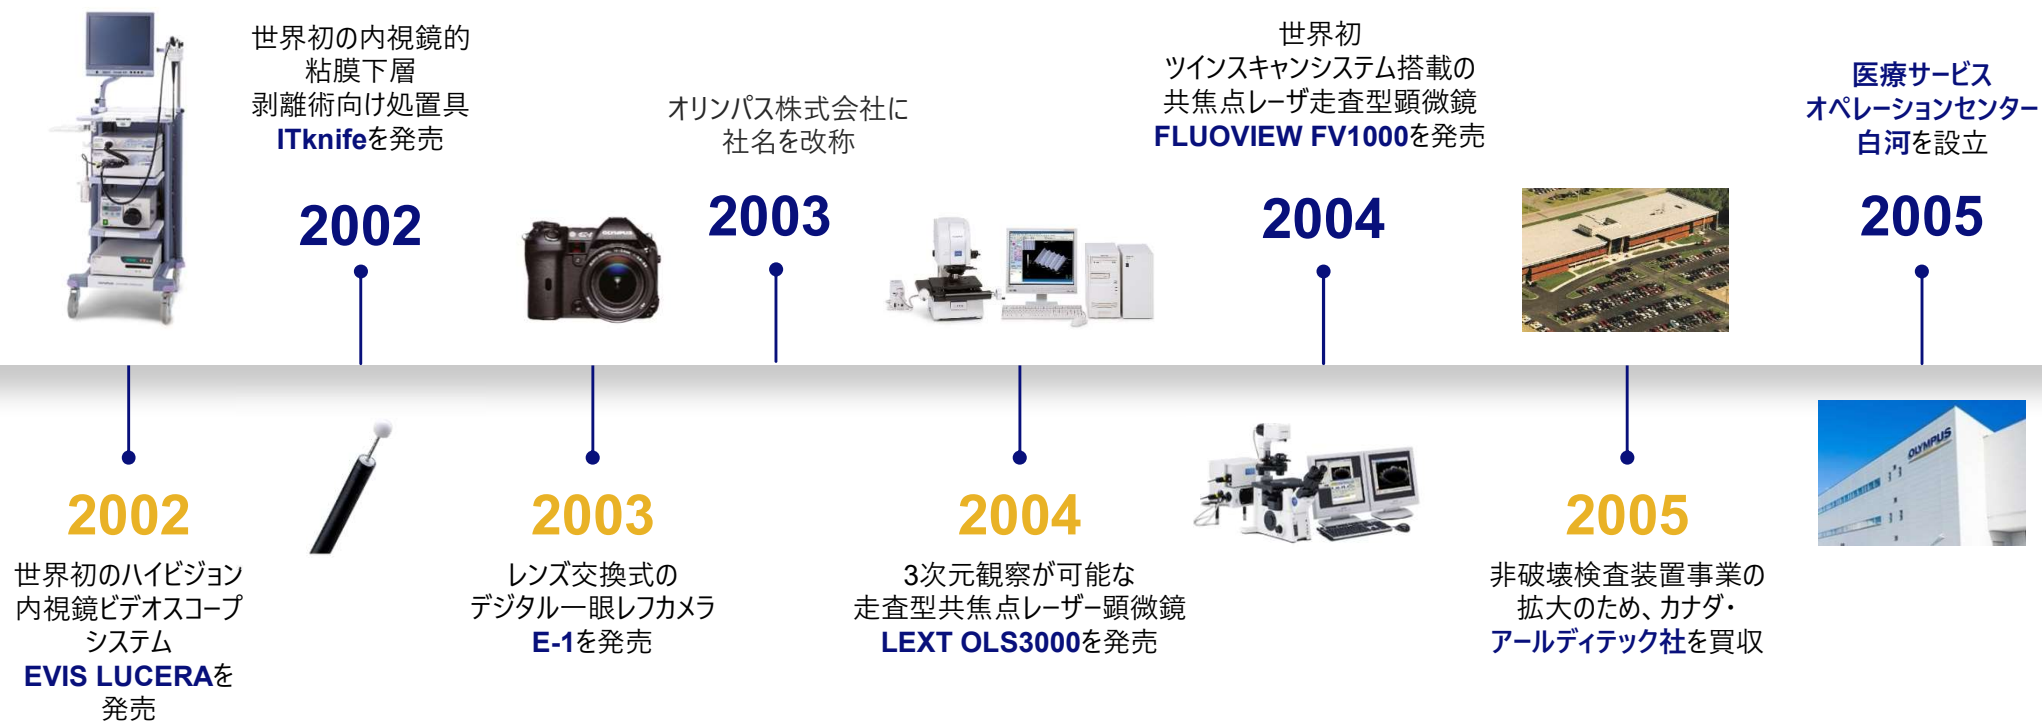 世界初の内視鏡的
粘膜下層
剥離術向け処置具
ITknifeを発売
2002
オリンパス株式会社に
社名を改称
2003
世界初
ツインスキャンシステム搭載の
共焦点レーザ走査型顕微鏡
FLUOVIEW FV1000を発売
2004
医療サービス
オペレーションセンター
白河を設立
2005
OLYMPUS
E-1
2002
世界初のハイビジョン
内視鏡ビデオスコープ
システム
EVIS LUCERAを
発売
2003
レンズ交換式の
デジタル一眼レフカメラ
E-1を発売
2004
3次元観察が可能な
走査型共焦点レーザー顕微鏡
LEXT OLS3000を発売
2005
非破壊検査装置事業の
拡大のため、カナダ・
アールディテック社を買収
OLYMPUS